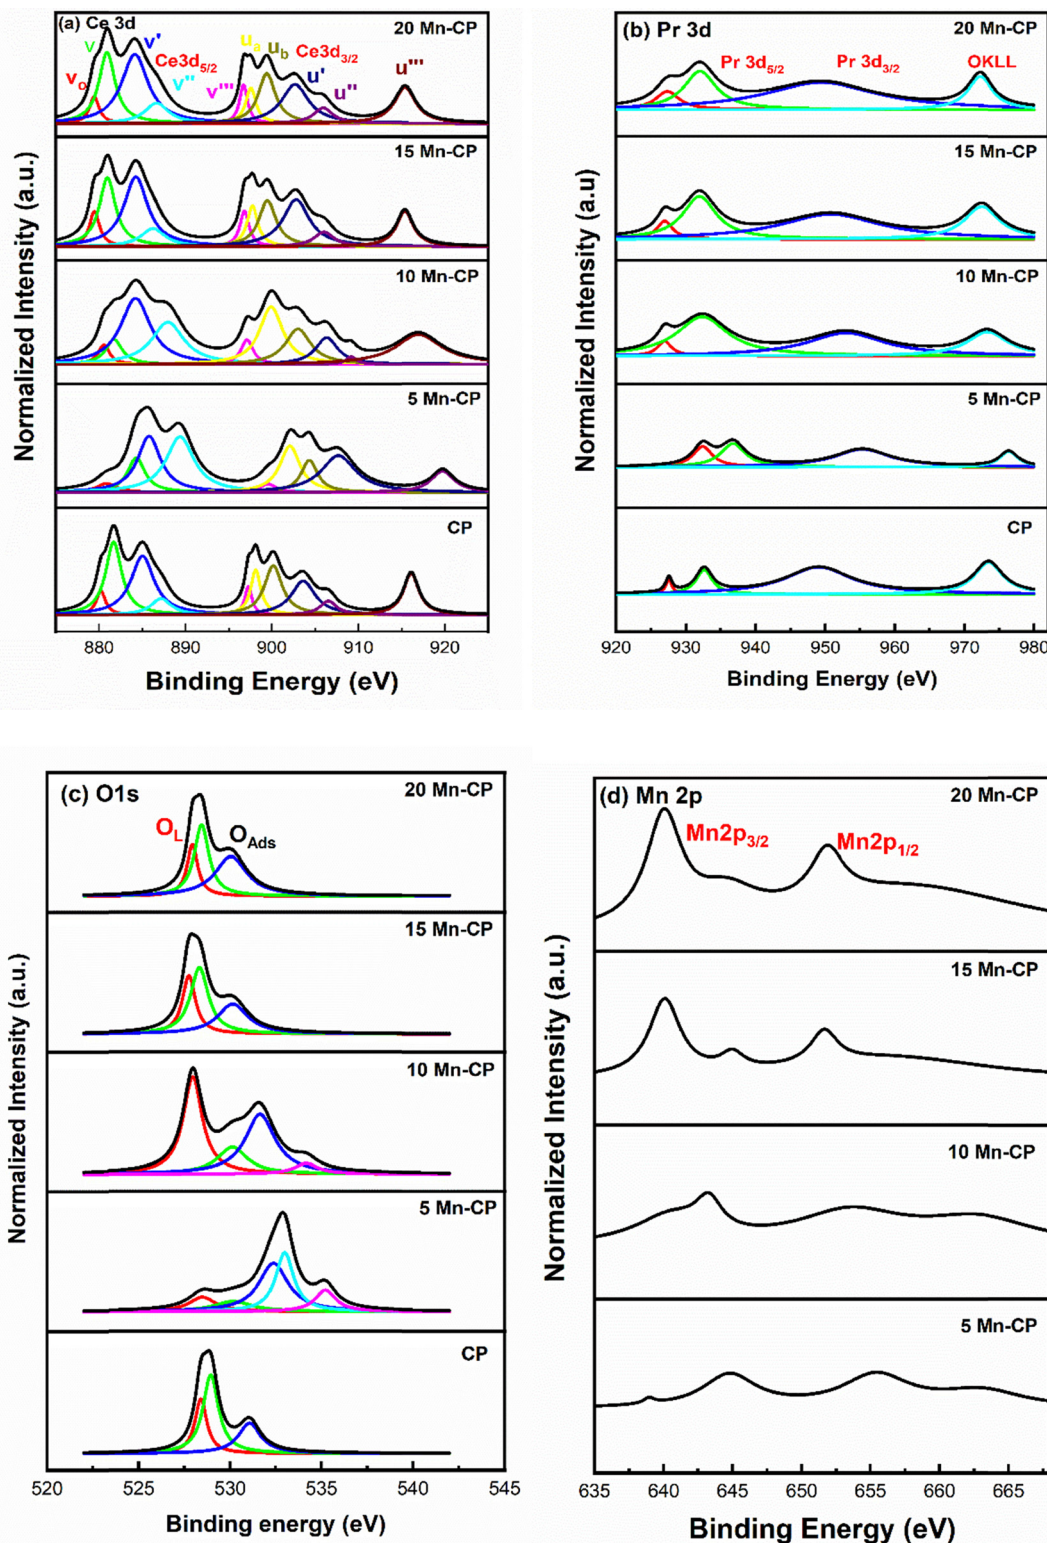 (a) Ce 3d
20 Mn-CP
v₀ v v' Ce3d₅/₂ v'' v''' uₐ u_b Ce3d₃/₂ u' u'' u'''
15 Mn-CP
10 Mn-CP
5 Mn-CP
CP
Normalized Intensity (a.u.)
880 890 900 910 920
Binding Energy (eV)
(b) Pr 3d
20 Mn-CP
Pr 3d₅/₂ Pr 3d₃/₂ OKLL
15 Mn-CP
10 Mn-CP
5 Mn-CP
CP
Normalized Intensity (a.u)
920 930 940 950 960 970 980
Binding Energy (eV)
(c) O1s
20 Mn-CP
O_L O_Ads
15 Mn-CP
10 Mn-CP
5 Mn-CP
CP
Normalized Intensity (a.u.)
520 525 530 535 540 545
Binding energy (eV)
(d) Mn 2p
20 Mn-CP
Mn2p₃/₂ Mn2p₁/₂
15 Mn-CP
10 Mn-CP
5 Mn-CP
Normalized Intensity (a.u.)
635 640 645 650 655 660 665
Binding Energy (eV)